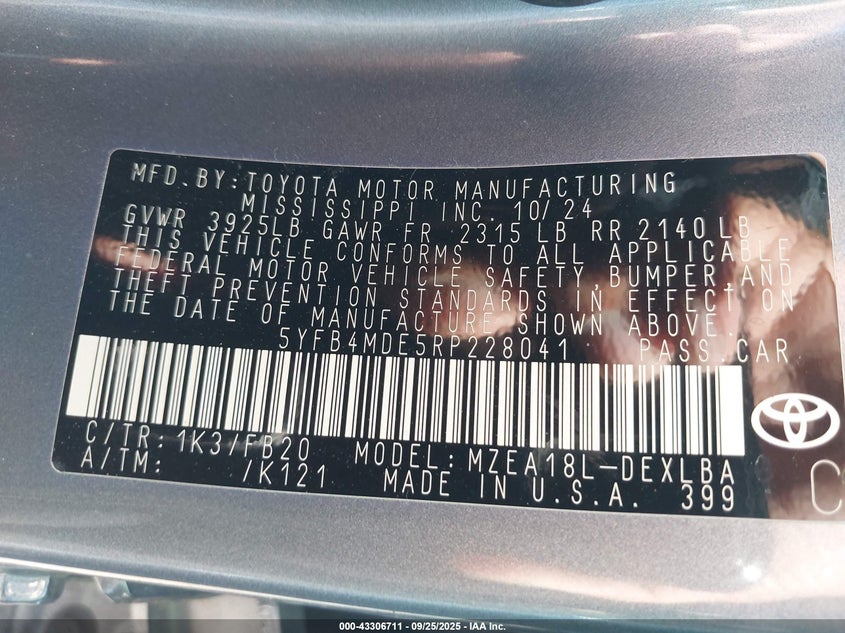 MFD.BY:TOYOTA MOTOR MANUFACTURING
MISSISSIPPI INC. 10/24
GVWR 3925LB GAWR FR 2315 LB RR 2140 LB
THIS VEHICLE CONFORMS TO ALL APPLICABLE
FEDERAL MOTOR VEHICLE SAFETY,BUMPER,AND
THEFT PREVENTION STANDARDS IN EFFECT ON
THE DATE OF MANUFACTURE SHOWN ABOVE.
5YFB4MDE5RP228041 PASS.CAR
C/TR: 1K3/FB20 MODEL: MZEA18L-DEXLBA
A/TM: /K121 MADE IN U.S.A. 399
C
000-43306711 - 09/25/2025 - IAA Inc.